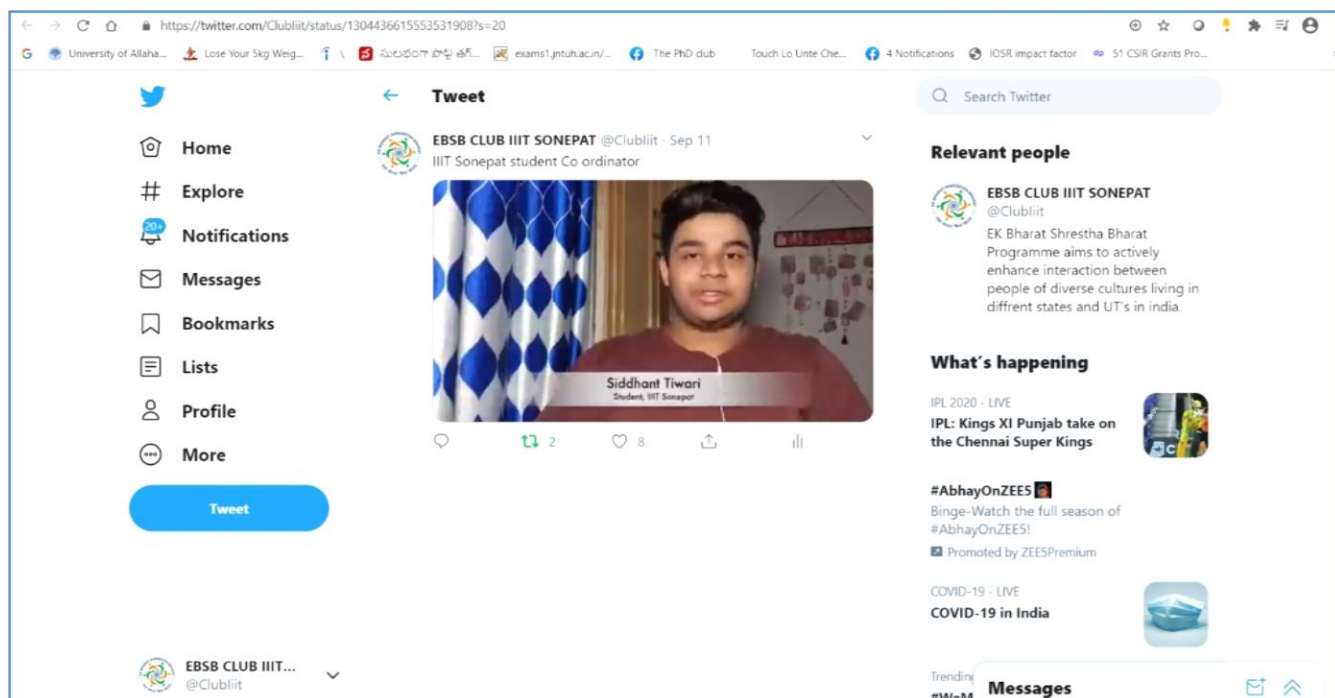 https://twitter.com/Clubliit/status/1304436615553531908?s=20
G University of Allaha... Lose Your 5kg Weig... సులభంగా పొట్ట తగ్... exams1.jntuh.ac.in/... The PhD club Touch Lo Unte Che... 4 Notifications IOSR impact factor 51 CSIR Grants Pro...
Tweet
Search Twitter
Home
Explore
20+
Notifications
Messages
Bookmarks
Lists
Profile
More
Tweet
EBSB CLUB IIIT...
@Clubliit
EBSB CLUB IIIT SONEPAT @Clubliit · Sep 11
IIIT Sonepat student Co ordinator
Siddhant Tiwari
Student, IIIT Sonepat
2
8
Relevant people
EBSB CLUB IIIT SONEPAT
@Clubliit
EK Bharat Shrestha Bharat
Programme aims to actively
enhance interaction between
people of diverse cultures living in
diffrent states and UT's in india.
What's happening
IPL 2020 · LIVE
IPL: Kings XI Punjab take on
the Chennai Super Kings
#AbhayOnZEE5
Binge-Watch the full season of
#AbhayOnZEE5!
Promoted by ZEE5Premium
COVID-19 · LIVE
COVID-19 in India
Trending
Messages